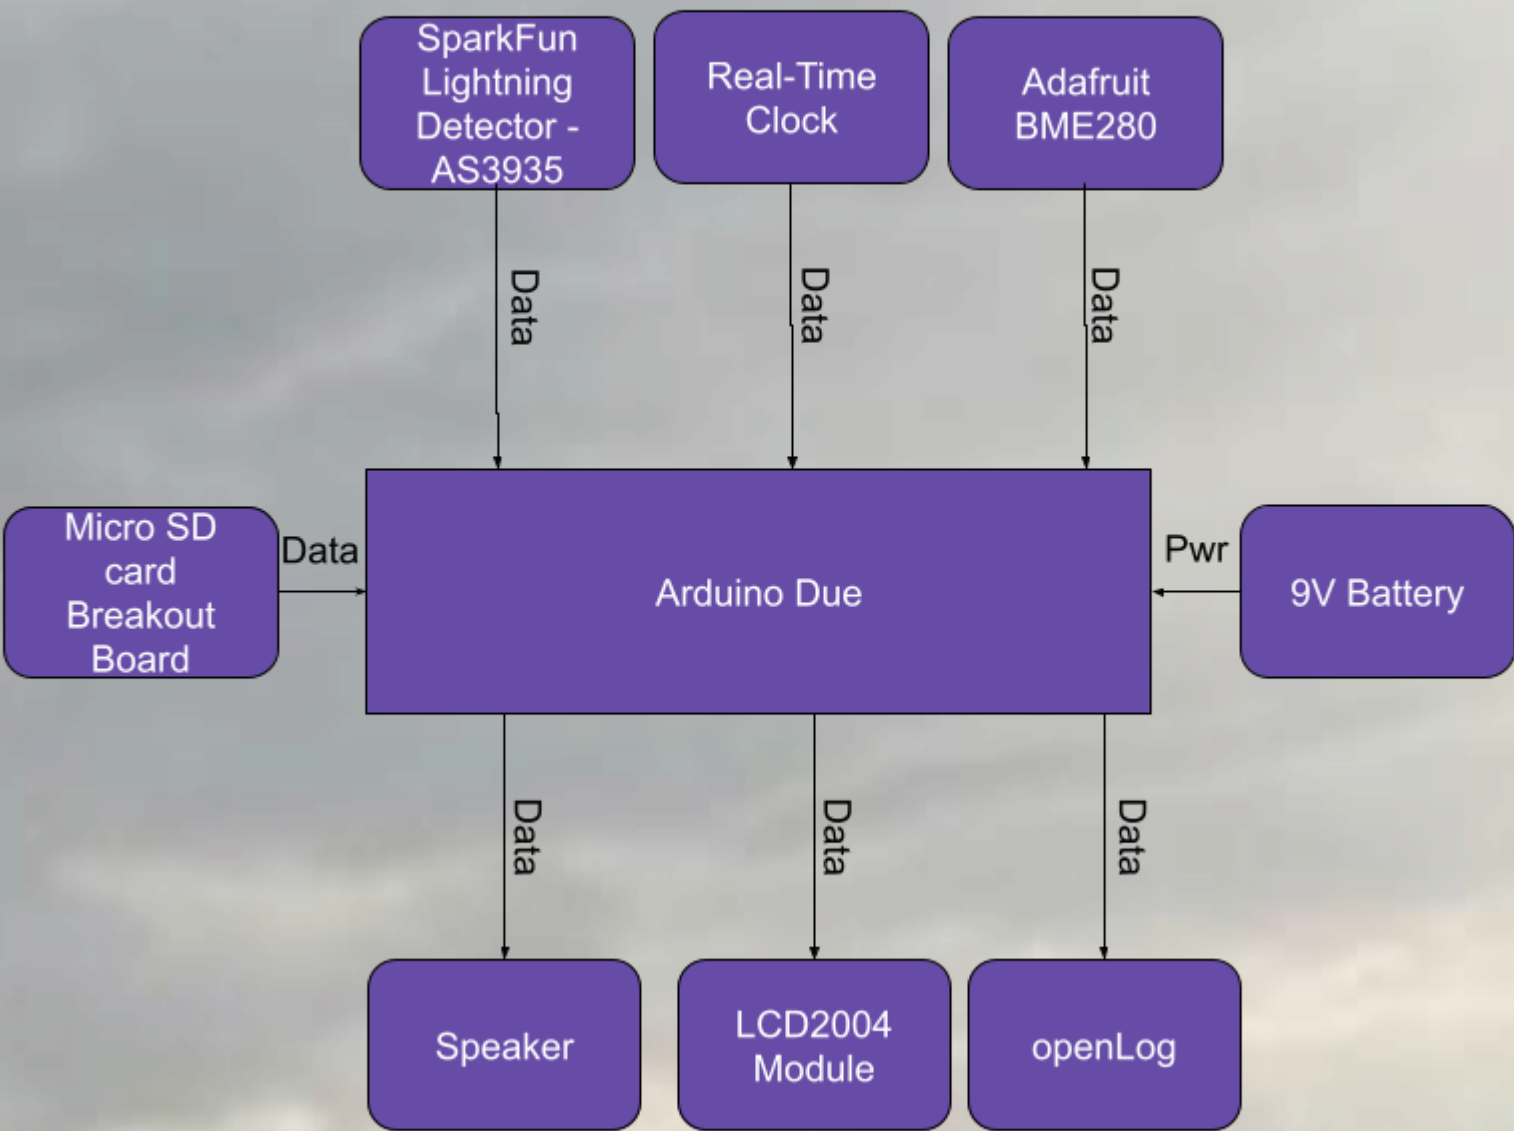 SparkFun
Lightning
Detector -
AS3935
Real-Time
Clock
Adafruit
BME280
Data
Data
Data
Micro SD
card
Breakout
Board
Data
Arduino Due
Pwr
9V Battery
Data
Data
Data
Speaker
LCD2004
Module
openLog